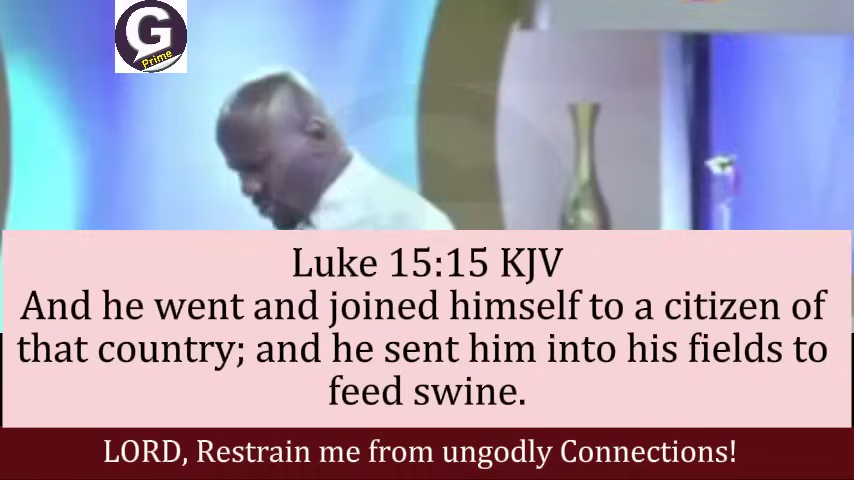 G
Prime
Luke 15:15 KJV
And he went and joined himself to a citizen of
that country; and he sent him into his fields to
feed swine.
LORD, Restrain me from ungodly Connections!